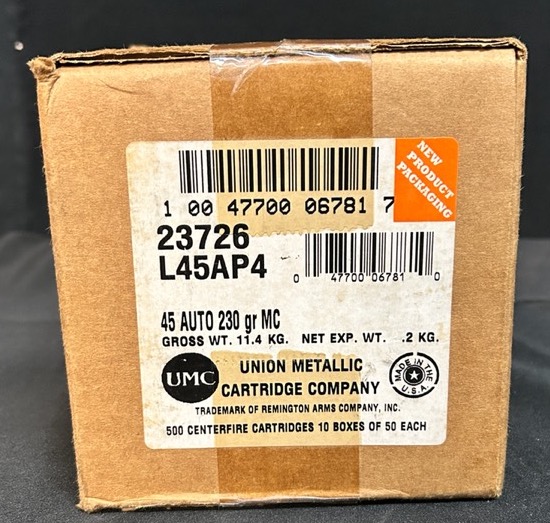 NEW
PRODUCT
PACKAGING
1 00 47700 06781 7
23726
L45AP4
0 47700 06781 0
45 AUTO 230 gr MC
GROSS WT. 11.4 KG. NET EXP. WT. .2 KG.
UMC
UNION METALLIC
CARTRIDGE COMPANY
MADE IN THE
U.S.A.
TRADEMARK OF REMINGTON ARMS COMPANY, INC.
500 CENTERFIRE CARTRIDGES 10 BOXES OF 50 EACH